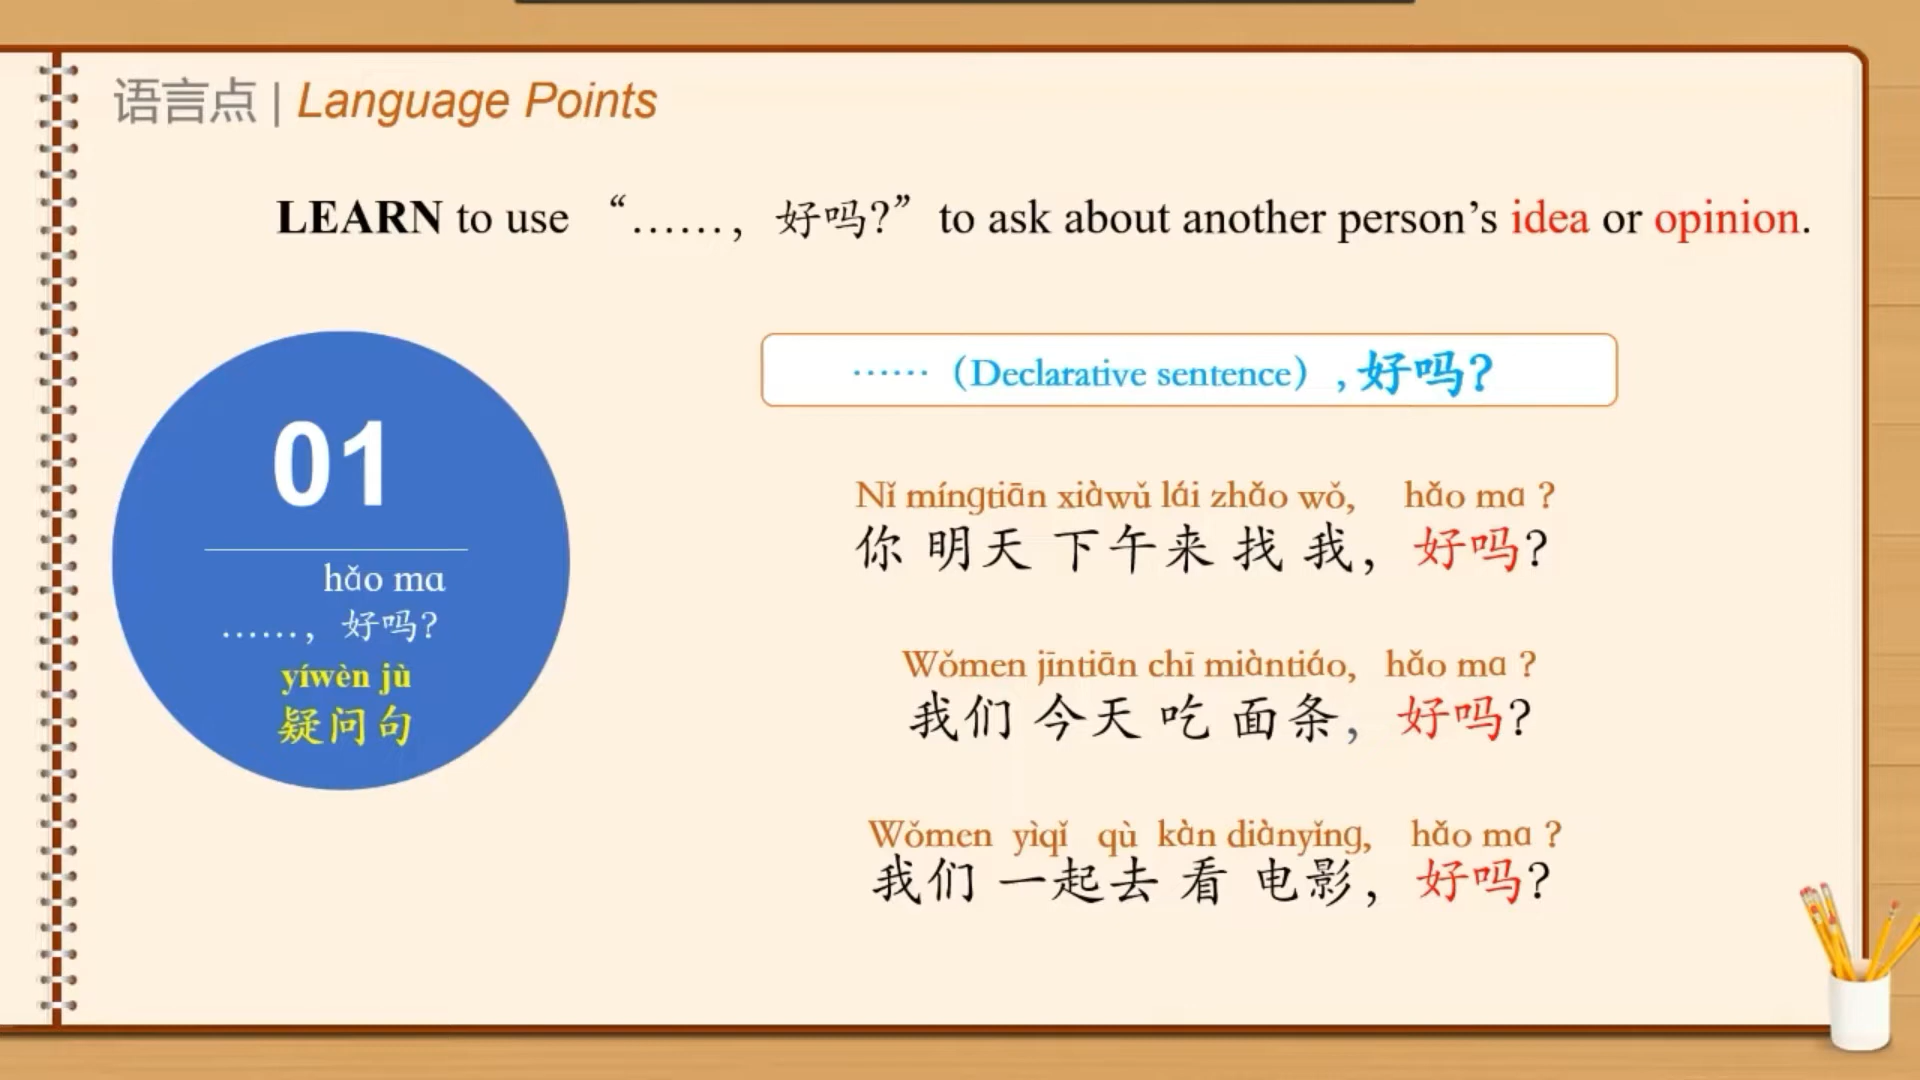 语言点 | Language Points
LEARN to use “……，好吗?” to ask about another person’s idea or opinion.
01
hǎo ma
……，好吗?
yíwèn jù
疑问句
……（Declarative sentence）, 好吗?
Nǐ míngtiān xiàwǔ lái zhǎo wǒ, hǎo ma ?
你 明天 下午来 找 我，好吗?
Wǒmen jīntiān chī miàntiáo, hǎo ma ?
我们 今天 吃 面条，好吗?
Wǒmen yìqǐ qù kàn diànyǐng, hǎo ma ?
我们 一起去 看 电影，好吗?